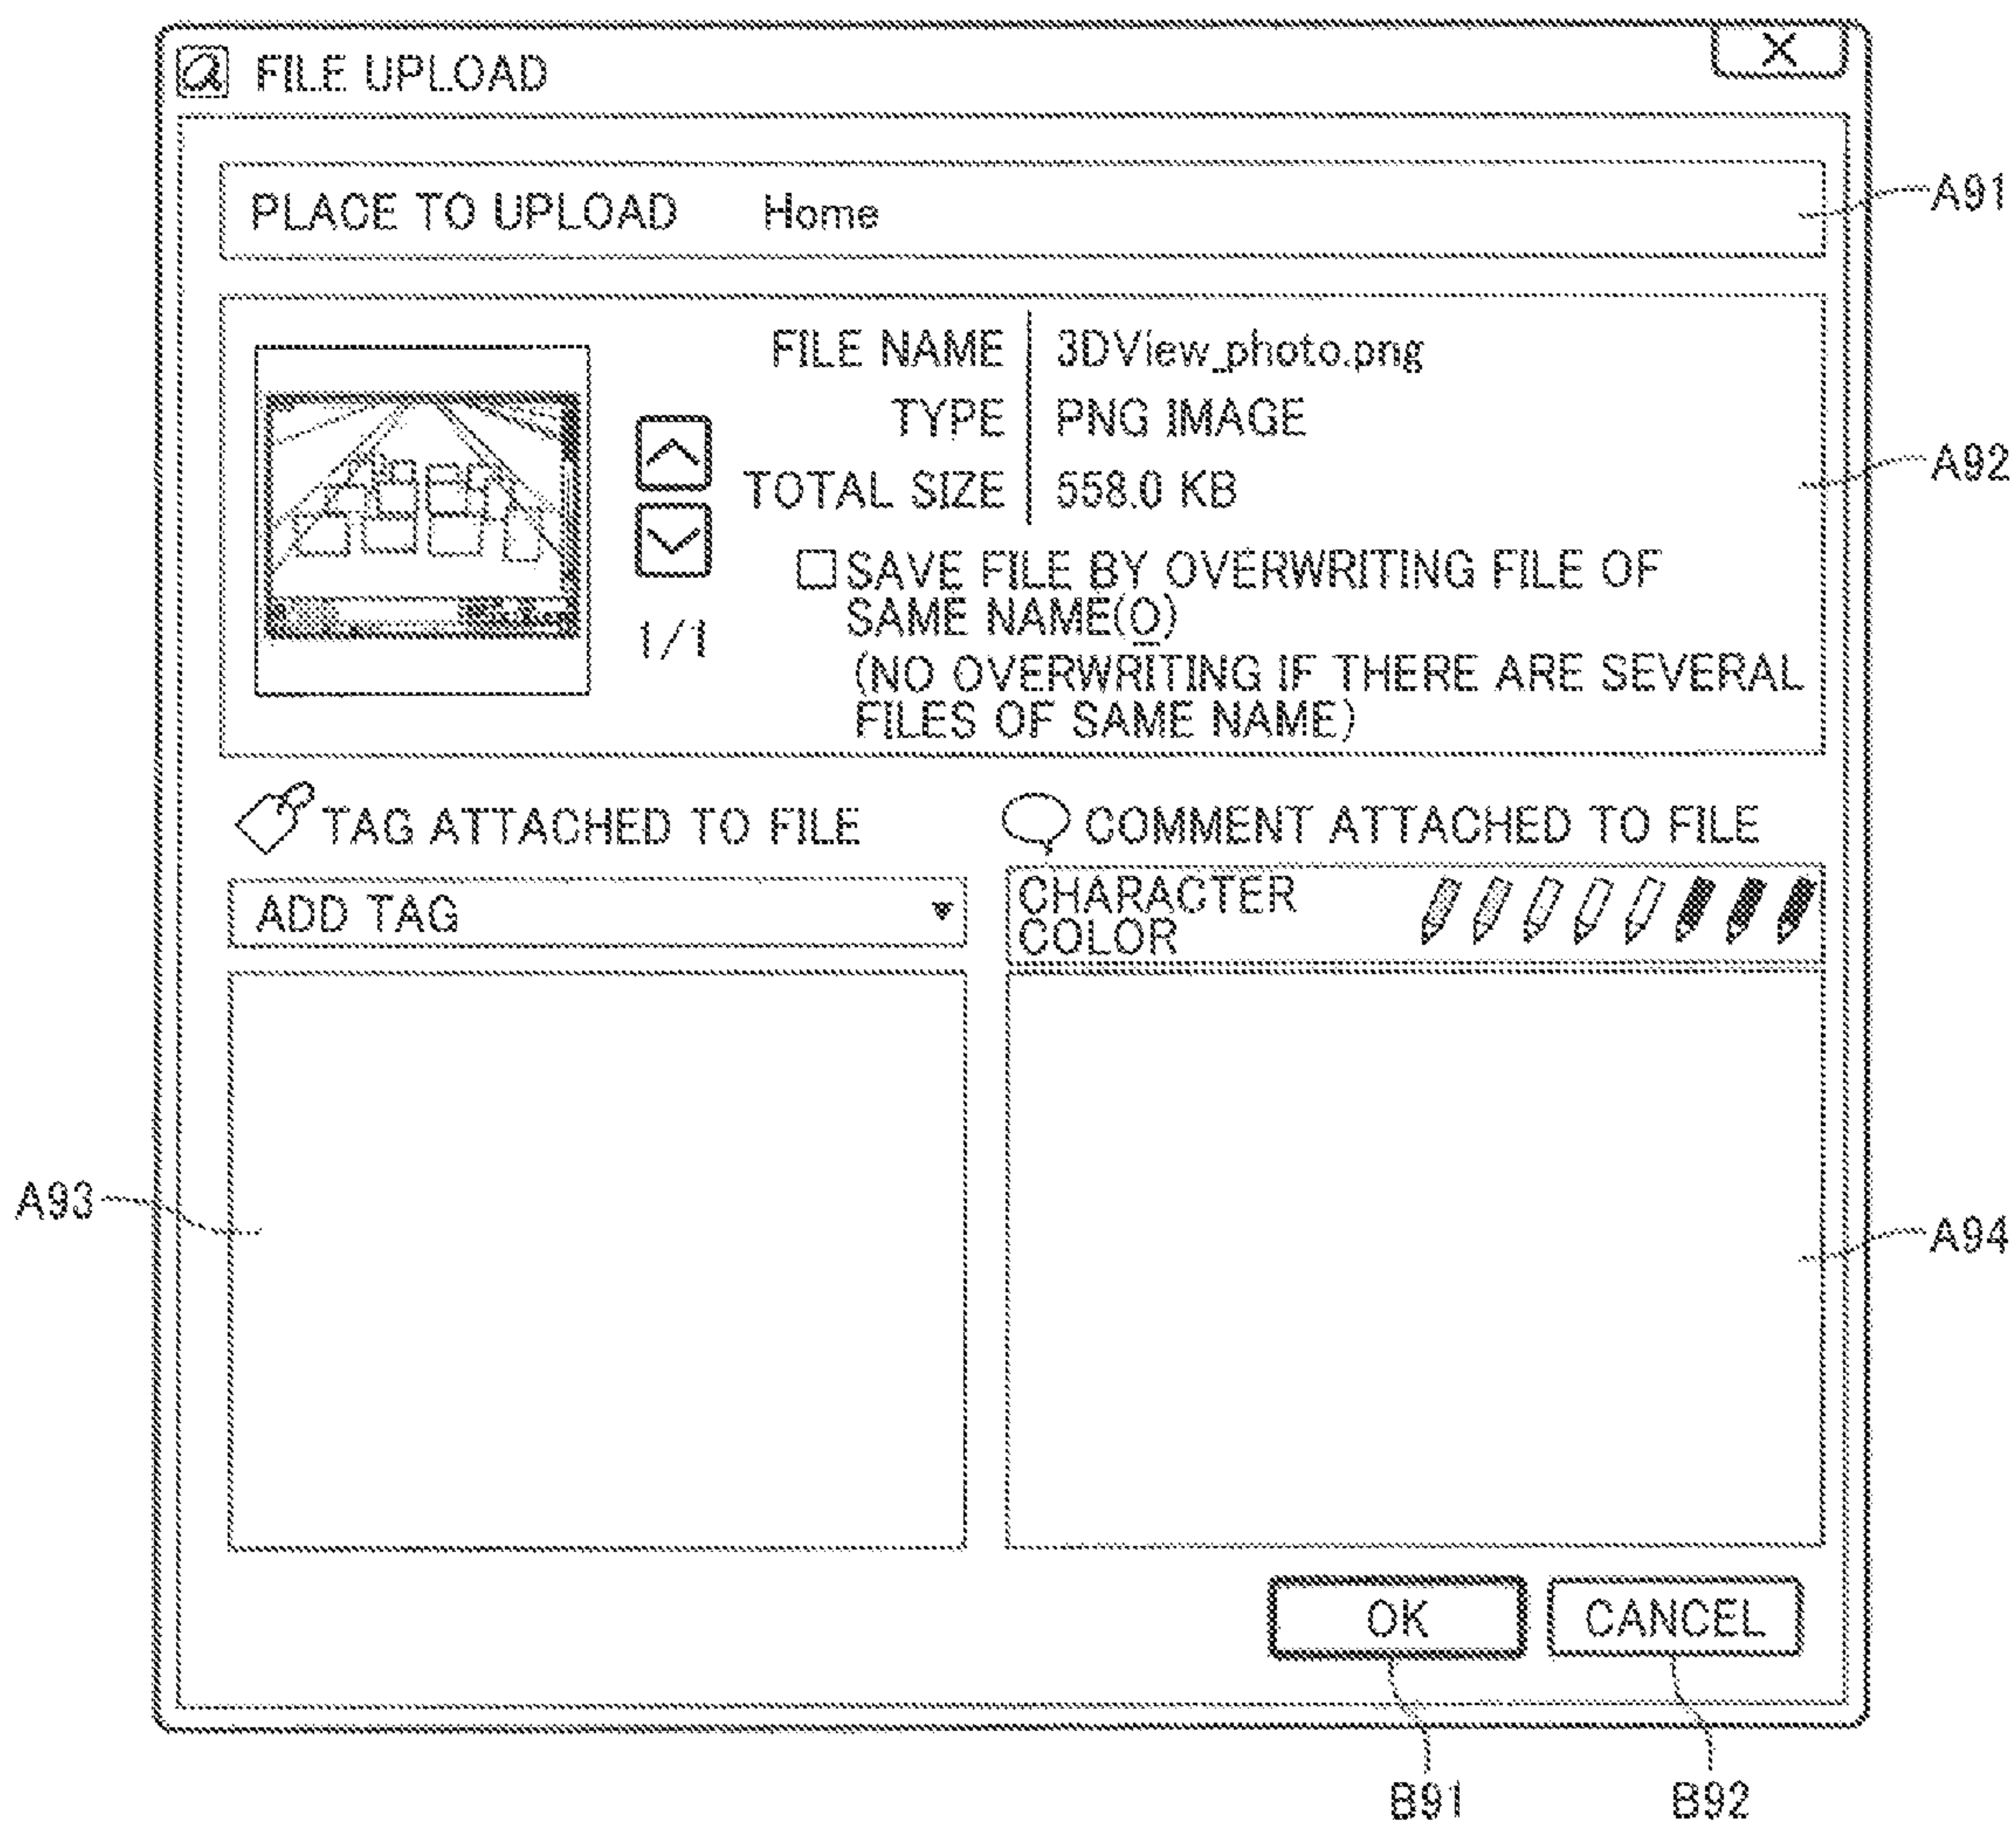 FILE UPLOAD
X
PLACE TO UPLOAD Home
A91
FILE NAME 3DView_photo.png
TYPE PNG IMAGE
A92
TOTAL SIZE 558.0 KB
SAVE FILE BY OVERWRITING FILE OF
SAME NAME(O)
1/1
(NO OVERWRITING IF THERE ARE SEVERAL
FILES OF SAME NAME)
TAG ATTACHED TO FILE
COMMENT ATTACHED TO FILE
ADD TAG
CHARACTER
COLOR
A93
A94
OK
CANCEL
B91
B92